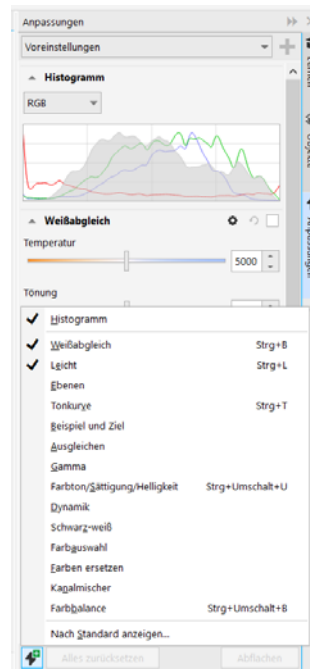 Anpassungen
Voreinstellungen
Histogramm
RGB
Weißabgleich
Temperatur
5000
Tönung
Histogramm
Weißabgleich Strg+B
Leicht Strg+L
Ebenen
Tonkurve Strg+T
Beispiel und Ziel
Ausgleichen
Gamma
Farbton/Sättigung/Helligkeit Strg+Umschalt+U
Dynamik
Schwarz-weiß
Farbauswahl
Farben ersetzen
Kanalmischer
Farbbalance Strg+Umschalt+B
Nach Standard anzeigen...
Alles zurücksetzen Abflachen
Objekte
Anpassungen